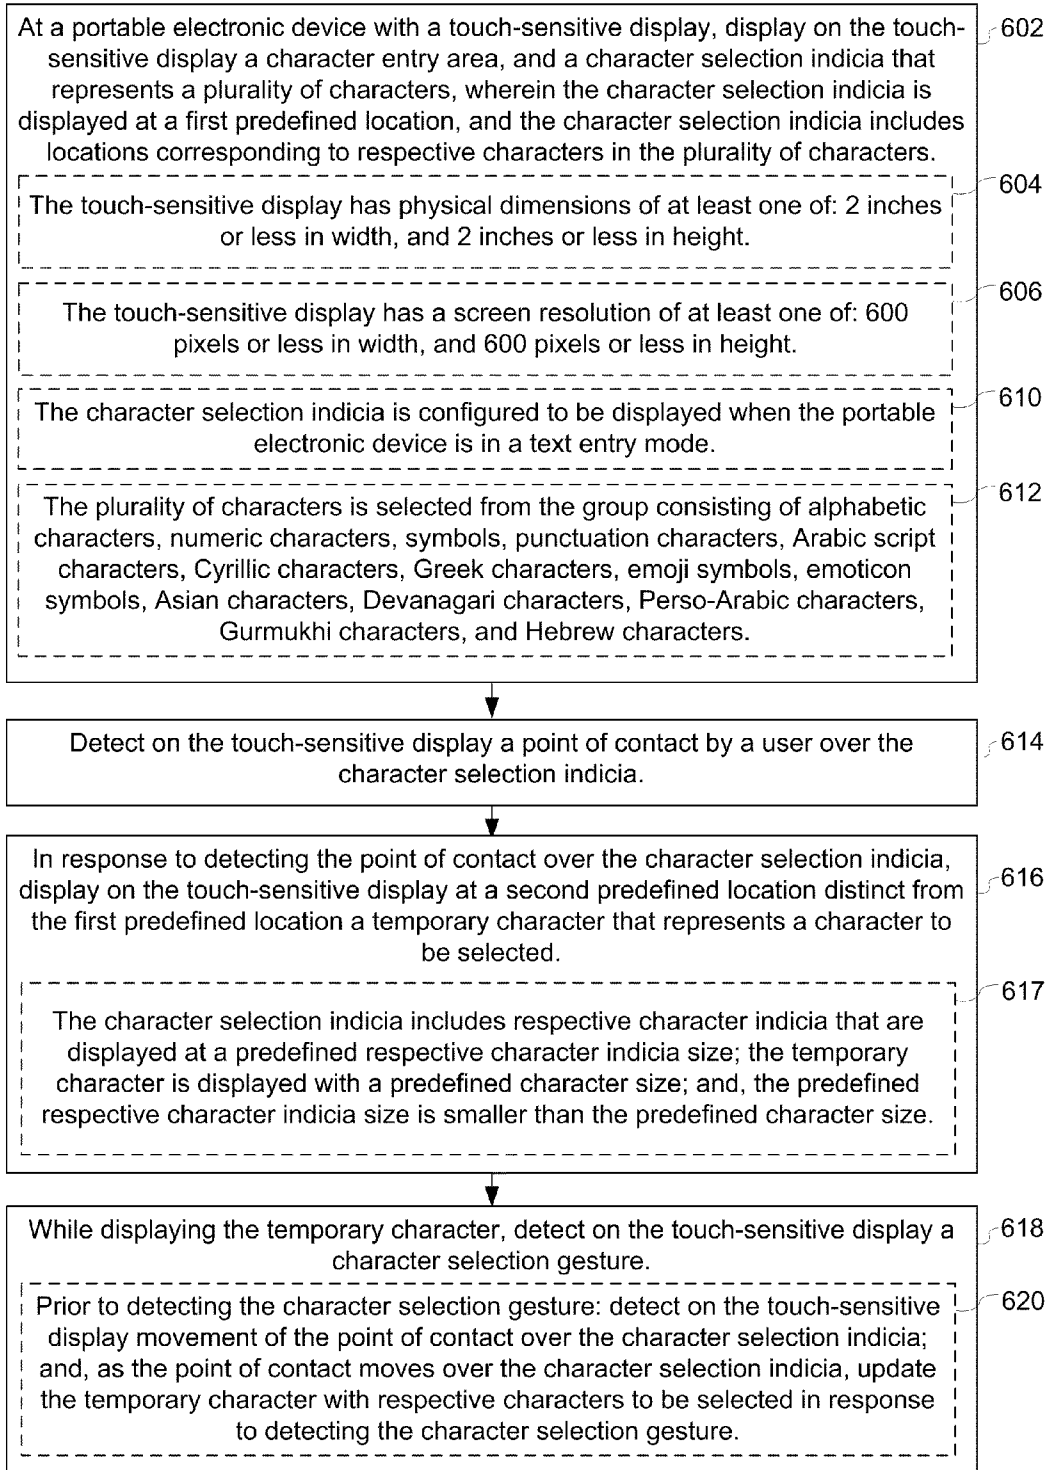 At a portable electronic device with a touch-sensitive display, display on the touch-
sensitive display a character entry area, and a character selection indicia that
represents a plurality of characters, wherein the character selection indicia is
displayed at a first predefined location, and the character selection indicia includes
locations corresponding to respective characters in the plurality of characters.
602
The touch-sensitive display has physical dimensions of at least one of: 2 inches
or less in width, and 2 inches or less in height.
604
The touch-sensitive display has a screen resolution of at least one of: 600
pixels or less in width, and 600 pixels or less in height.
606
The character selection indicia is configured to be displayed when the portable
electronic device is in a text entry mode.
610
The plurality of characters is selected from the group consisting of alphabetic
characters, numeric characters, symbols, punctuation characters, Arabic script
characters, Cyrillic characters, Greek characters, emoji symbols, emoticon
symbols, Asian characters, Devanagari characters, Perso-Arabic characters,
Gurmukhi characters, and Hebrew characters.
612
Detect on the touch-sensitive display a point of contact by a user over the
character selection indicia.
614
In response to detecting the point of contact over the character selection indicia,
display on the touch-sensitive display at a second predefined location distinct from
the first predefined location a temporary character that represents a character to
be selected.
616
The character selection indicia includes respective character indicia that are
displayed at a predefined respective character indicia size; the temporary
character is displayed with a predefined character size; and, the predefined
respective character indicia size is smaller than the predefined character size.
617
While displaying the temporary character, detect on the touch-sensitive display a
character selection gesture.
618
Prior to detecting the character selection gesture: detect on the touch-sensitive
display movement of the point of contact over the character selection indicia;
and, as the point of contact moves over the character selection indicia, update
the temporary character with respective characters to be selected in response
to detecting the character selection gesture.
620